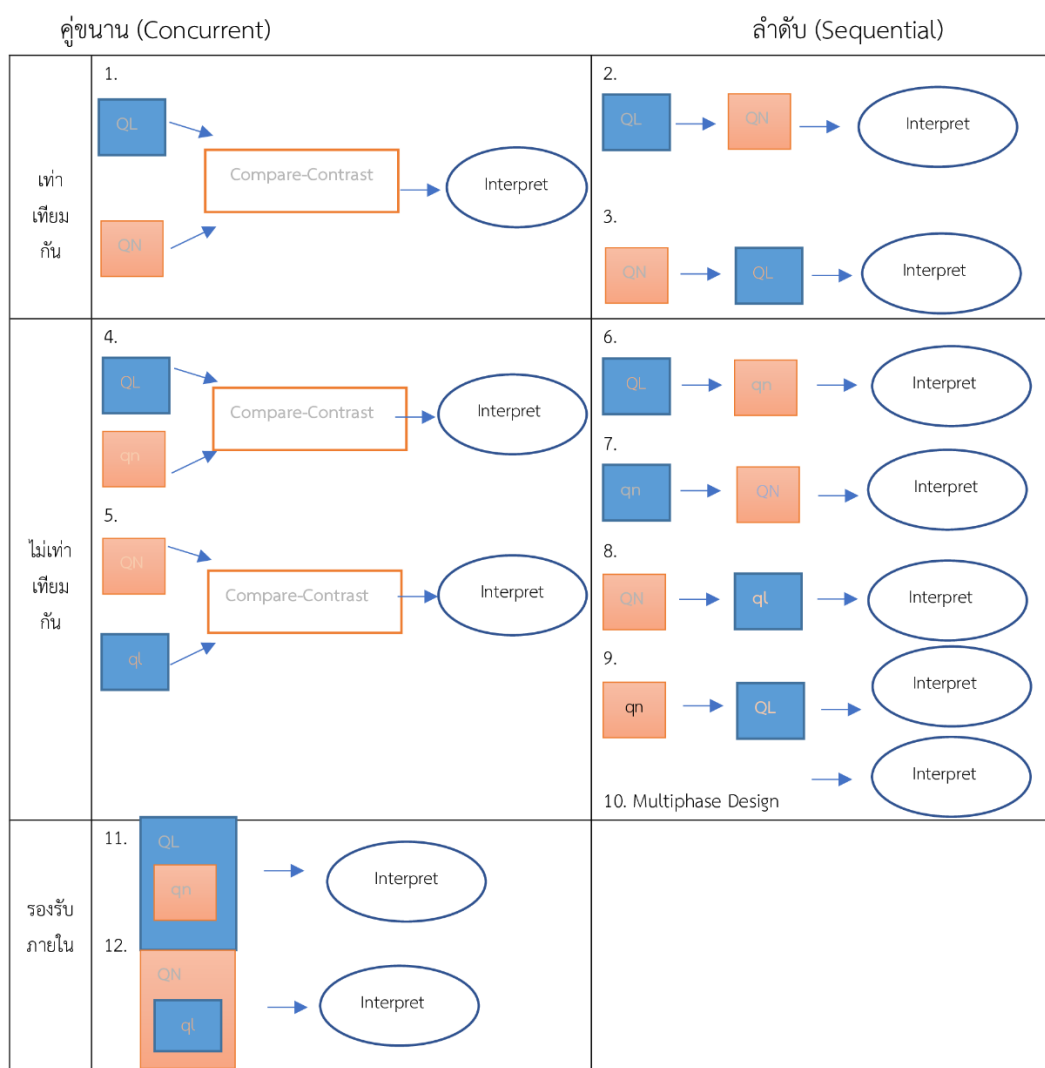 คู่ขนาน (Concurrent)
ลำดับ (Sequential)
เท่า
เทียม
กัน
1.
QL
QN
Compare-Contrast
Interpret
2.
QL
QN
Interpret
3.
QN
QL
Interpret
ไม่เท่า
เทียม
กัน
4.
QL
qn
Compare-Contrast
Interpret
5.
QN
ql
Compare-Contrast
Interpret
6.
QL
qn
Interpret
7.
qn
QN
Interpret
8.
QN
ql
Interpret
9.
qn
QL
Interpret
Interpret
10. Multiphase Design
รองรับ
ภายใน
11.
QL
qn
Interpret
12.
QN
ql
Interpret